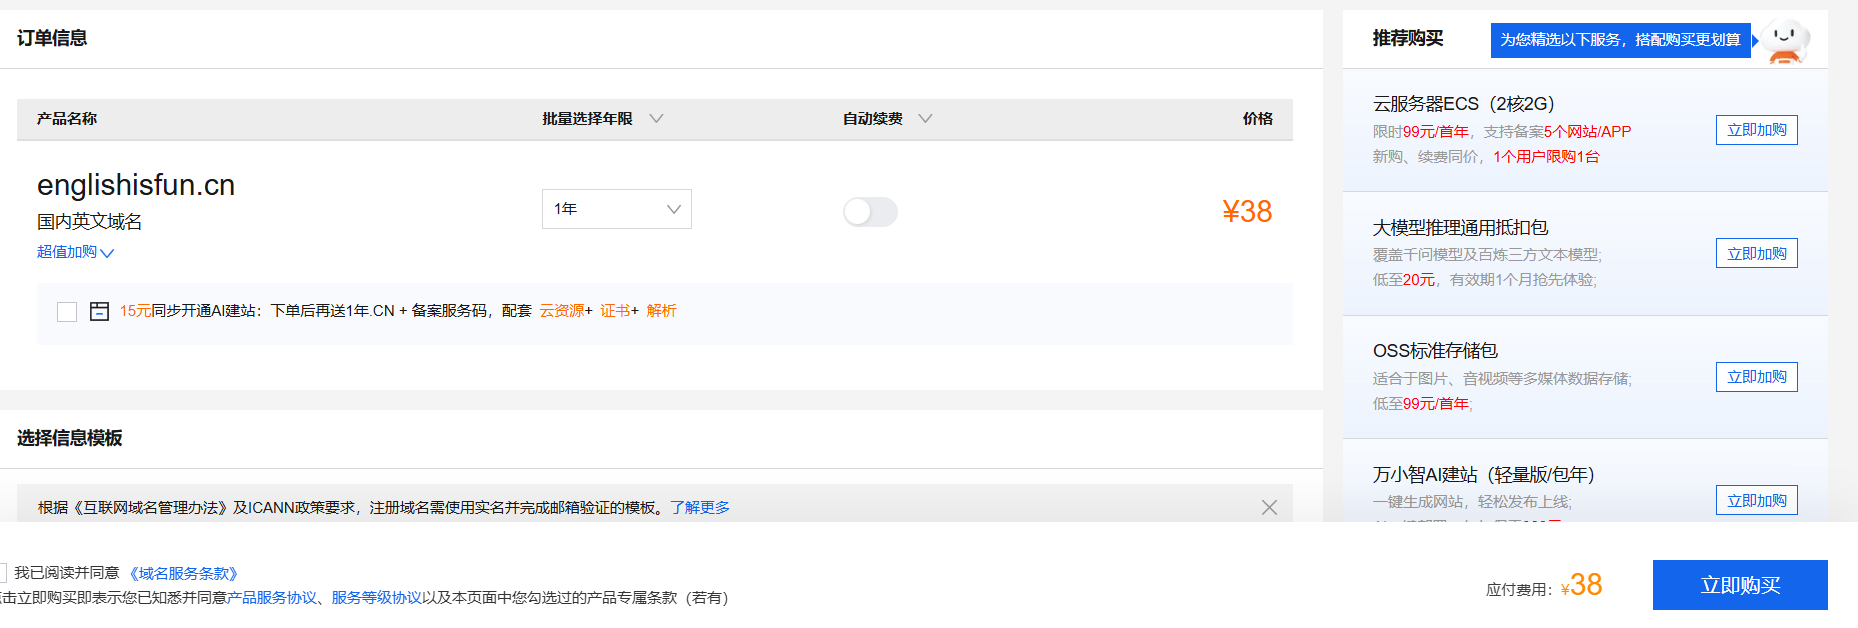 订单信息
产品名称 批量选择年限 自动续费 价格
englishisfun.cn
国内英文域名
超值加购
1年
¥38
15元同步开通AI建站：下单后再送1年.CN + 备案服务码，配套 云资源+ 证书+ 解析
选择信息模板
根据《互联网域名管理办法》及ICANN政策要求，注册域名需使用实名并完成邮箱验证的模板。了解更多
推荐购买
为您精选以下服务，搭配购买更划算
云服务器ECS（2核2G）
限时99元/首年，支持备案5个网站/APP
新购、续费同价，1个用户限购1台
立即加购
大模型推理通用抵扣包
覆盖千问模型及百炼三方文本模型;
低至20元，有效期1个月抢先体验;
立即加购
OSS标准存储包
适合于图片、音视频等多媒体数据存储;
低至99元/首年;
立即加购
万小智AI建站（轻量版/包年）
一键生成网站，轻松发布上线;
立即加购
我已阅读并同意 《域名服务条款》
击立即购买即表示您已知悉并同意产品服务协议、服务等级协议以及本页面中您勾选过的产品专属条款（若有）
应付费用：¥38
立即购买